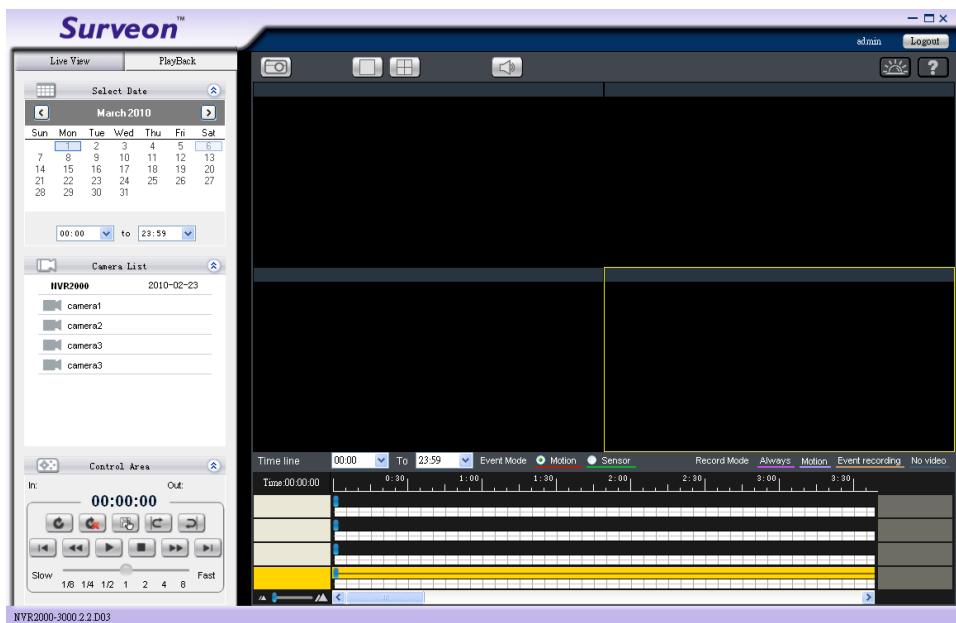 Surveon™
admin Logout
Live View PlayBack
Select Date
March 2010
Sun Mon Tue Wed Thu Fri Sat
1 2 3 4 5 6
7 8 9 10 11 12 13
14 15 16 17 18 19 20
21 22 23 24 25 26 27
28 29 30 31
00:00 to 23:59
Camera List
NVR2000 2010-02-23
camera1
camera2
camera3
camera3
Time line 00:00 To 23:59 Event Mode Motion Sensor Record Mode Always Motion Event recording No video
Time:00:00:00 0:30 1:00 1:30 2:00 2:30 3:00 3:30
Control Area
In: Out:
00:00:00
Slow 1/8 1/4 1/2 1 2 4 8 Fast
NVR2000-3000.2.2.D03